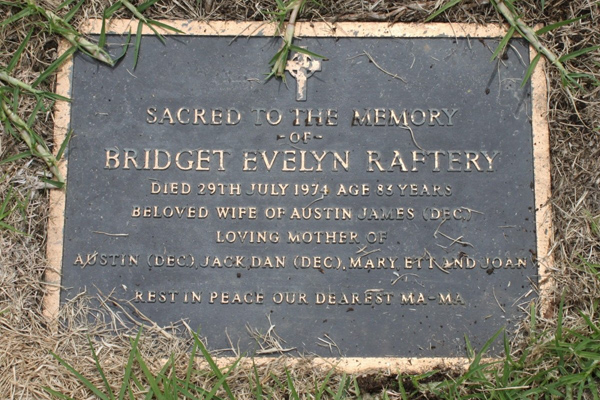 SACRED TO THE MEMORY
-OF-
BRIDGET EVELYN RAFTERY
DIED 29TH JULY 1974 AGE 83 YEARS
BELOVED WIFE OF AUSTIN JAMES (DEC)
LOVING MOTHER OF
AUSTIN (DEC), JACK, DAN (DEC), MARY, ETT AND JOAN
REST IN PEACE OUR DEAREST MA-MA